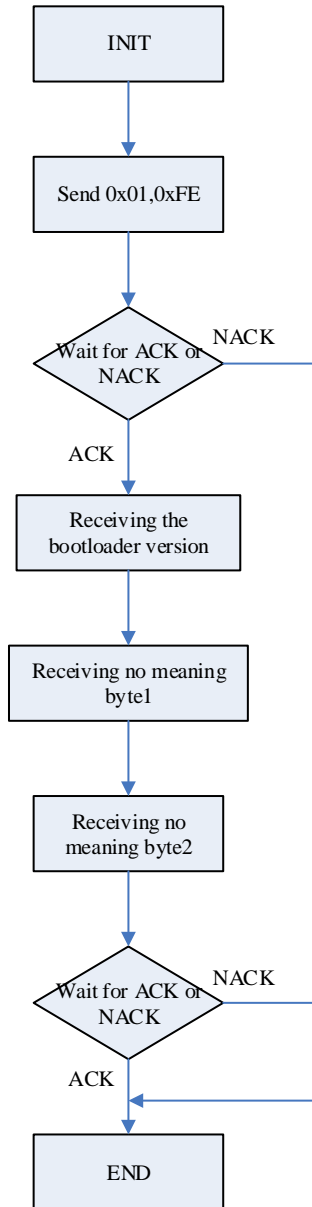 INIT
Send 0x01,0xFE
Wait for ACK or
NACK
NACK
ACK
Receiving the
bootloader version
Receiving no meaning
byte1
Receiving no
meaning byte2
Wait for ACK or
NACK
NACK
ACK
END